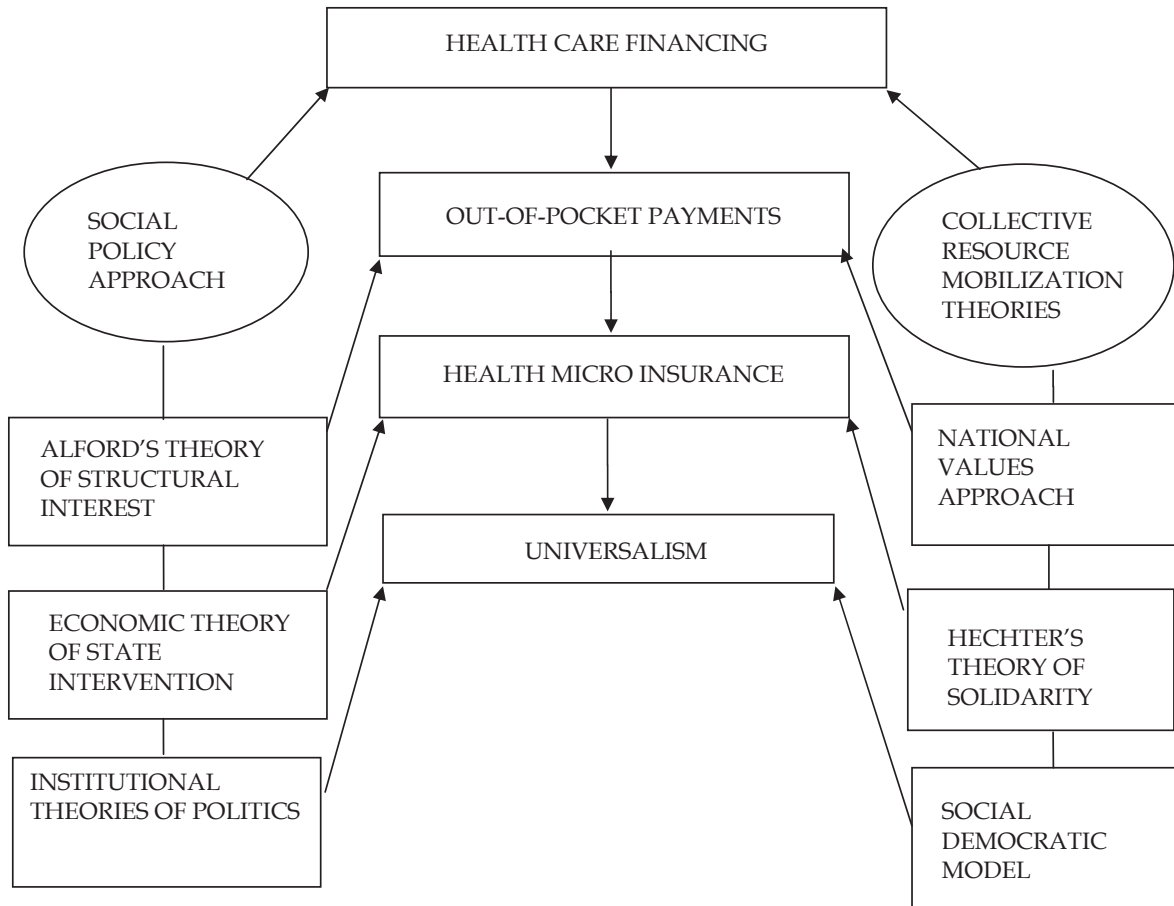 HEALTH CARE FINANCING
SOCIAL
POLICY
APPROACH
OUT-OF-POCKET PAYMENTS
COLLECTIVE
RESOURCE
MOBILIZATION
THEORIES
HEALTH MICRO INSURANCE
ALFORD’S THEORY
OF STRUCTURAL
INTEREST
NATIONAL
VALUES
APPROACH
UNIVERSALISM
ECONOMIC THEORY
OF STATE
INTERVENTION
HECHTER’S
THEORY OF
SOLIDARITY
INSTITUTIONAL
THEORIES OF POLITICS
SOCIAL
DEMOCRATIC
MODEL